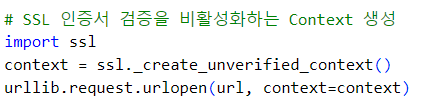 # SSL 인증서 검증을 비활성화하는 Context 생성
import ssl
context = ssl._create_unverified_context()
urllib.request.urlopen(url, context=context)